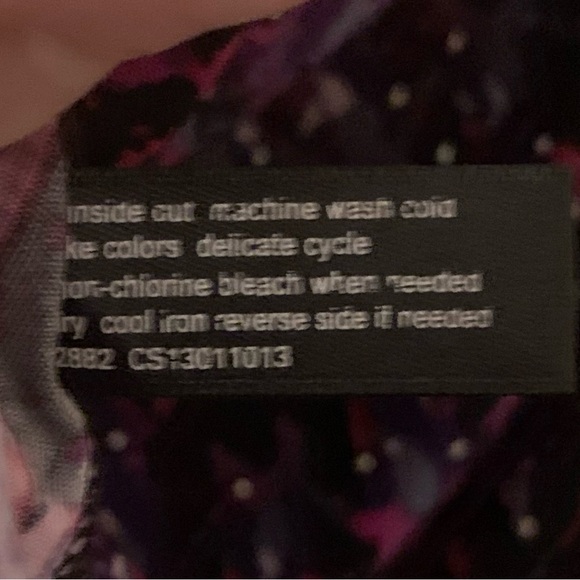 inside out machine wash cold
ke colors delicate cycle
non-chlorine bleach when needed
ry cool iron reverse side if needed
2882 CS13011013